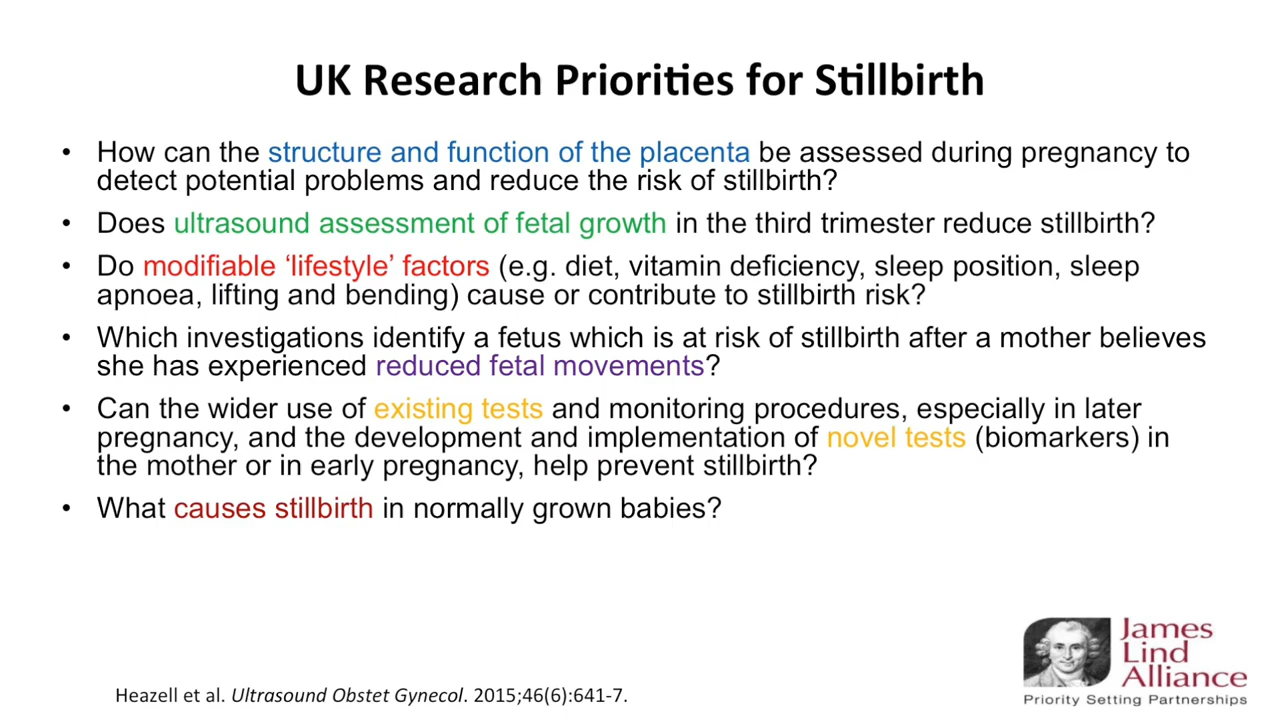 UK Research Priorities for Stillbirth
• How can the structure and function of the placenta be assessed during pregnancy to
detect potential problems and reduce the risk of stillbirth?
• Does ultrasound assessment of fetal growth in the third trimester reduce stillbirth?
• Do modifiable ‘lifestyle’ factors (e.g. diet, vitamin deficiency, sleep position, sleep
apnoea, lifting and bending) cause or contribute to stillbirth risk?
• Which investigations identify a fetus which is at risk of stillbirth after a mother believes
she has experienced reduced fetal movements?
• Can the wider use of existing tests and monitoring procedures, especially in later
pregnancy, and the development and implementation of novel tests (biomarkers) in
the mother or in early pregnancy, help prevent stillbirth?
• What causes stillbirth in normally grown babies?
James
Lind
Alliance
Priority Setting Partnerships
Heazell et al. Ultrasound Obstet Gynecol. 2015;46(6):641-7.